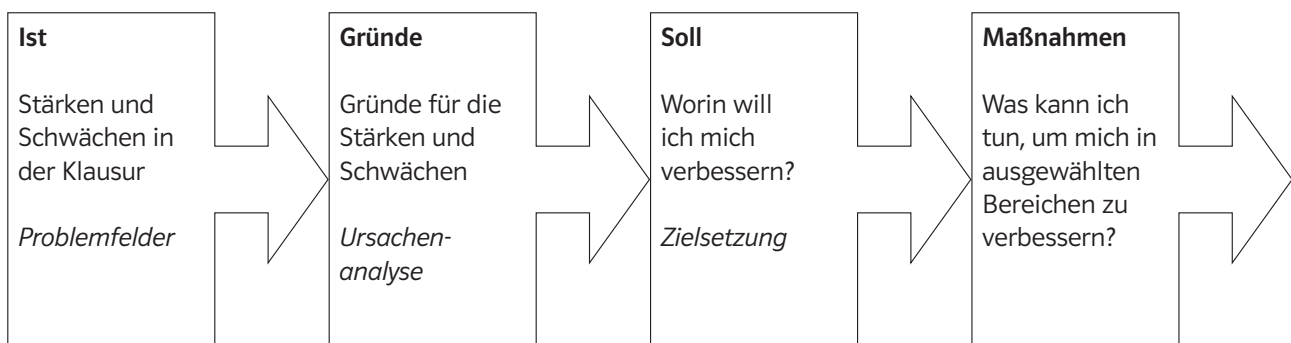 Ist
Stärken und
Schwächen in
der Klausur
Problemfelder
Gründe
Gründe für die
Stärken und
Schwächen
Ursachen-
analyse
Soll
Worin will
ich mich
verbessern?
Zielsetzung
Maßnahmen
Was kann ich
tun, um mich in
ausgewählten
Bereichen zu
verbessern?